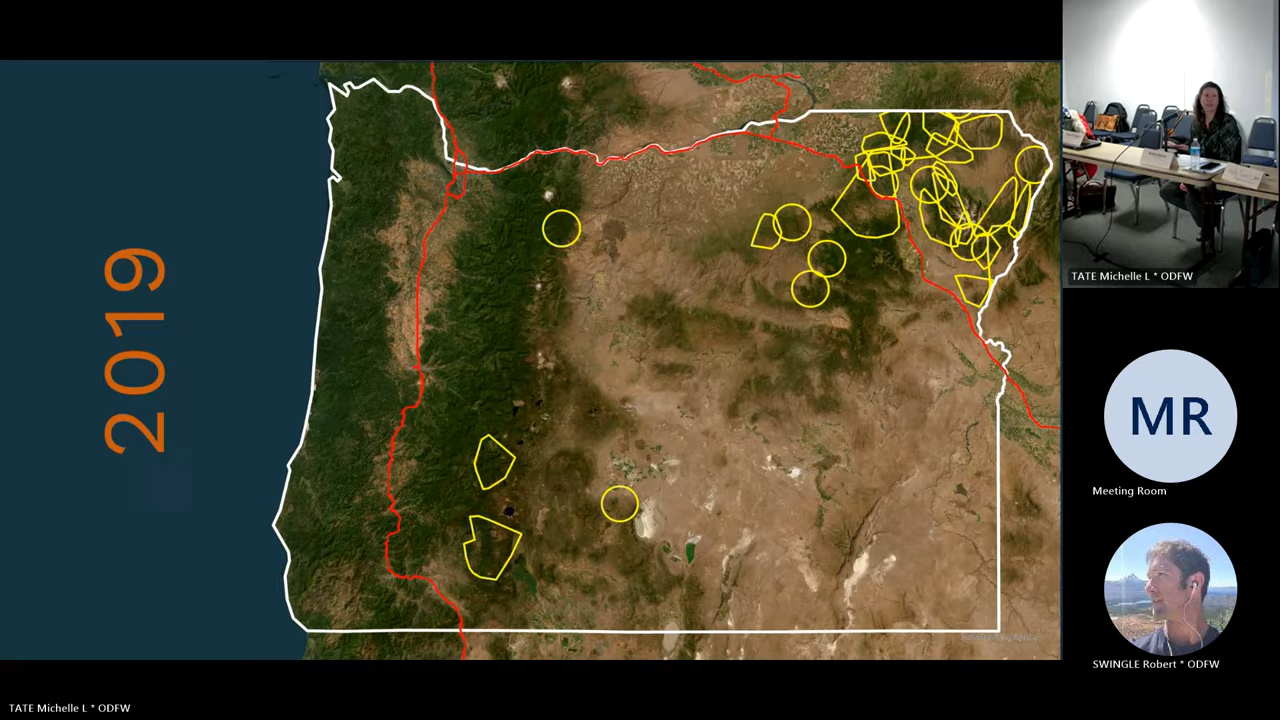 2019
TATE Michelle L * ODFW
MR
Meeting Room
SWINGLE Robert * ODFW
TATE Michelle L * ODFW